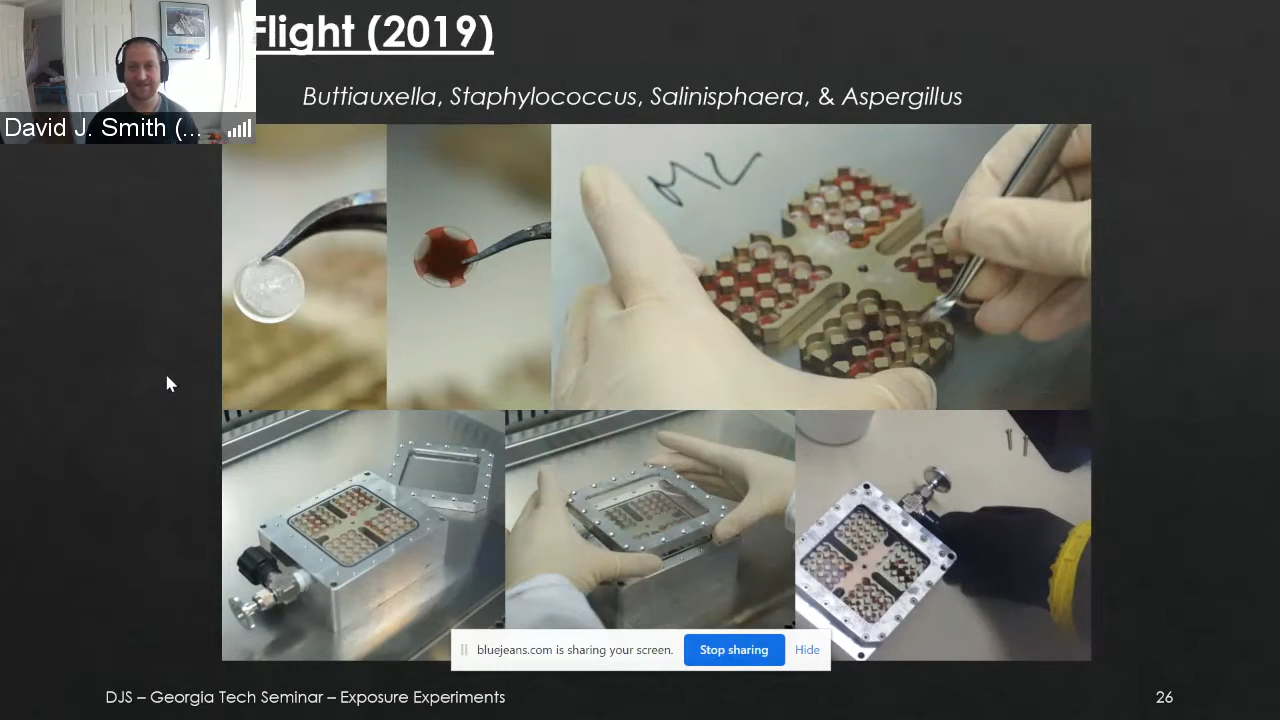 Flight (2019)
Buttiauxella, Staphylococcus, Salinisphaera, & Aspergillus
David J. Smith (...
bluejeans.com is sharing your screen.
Stop sharing
Hide
DJS – Georgia Tech Seminar – Exposure Experiments
26